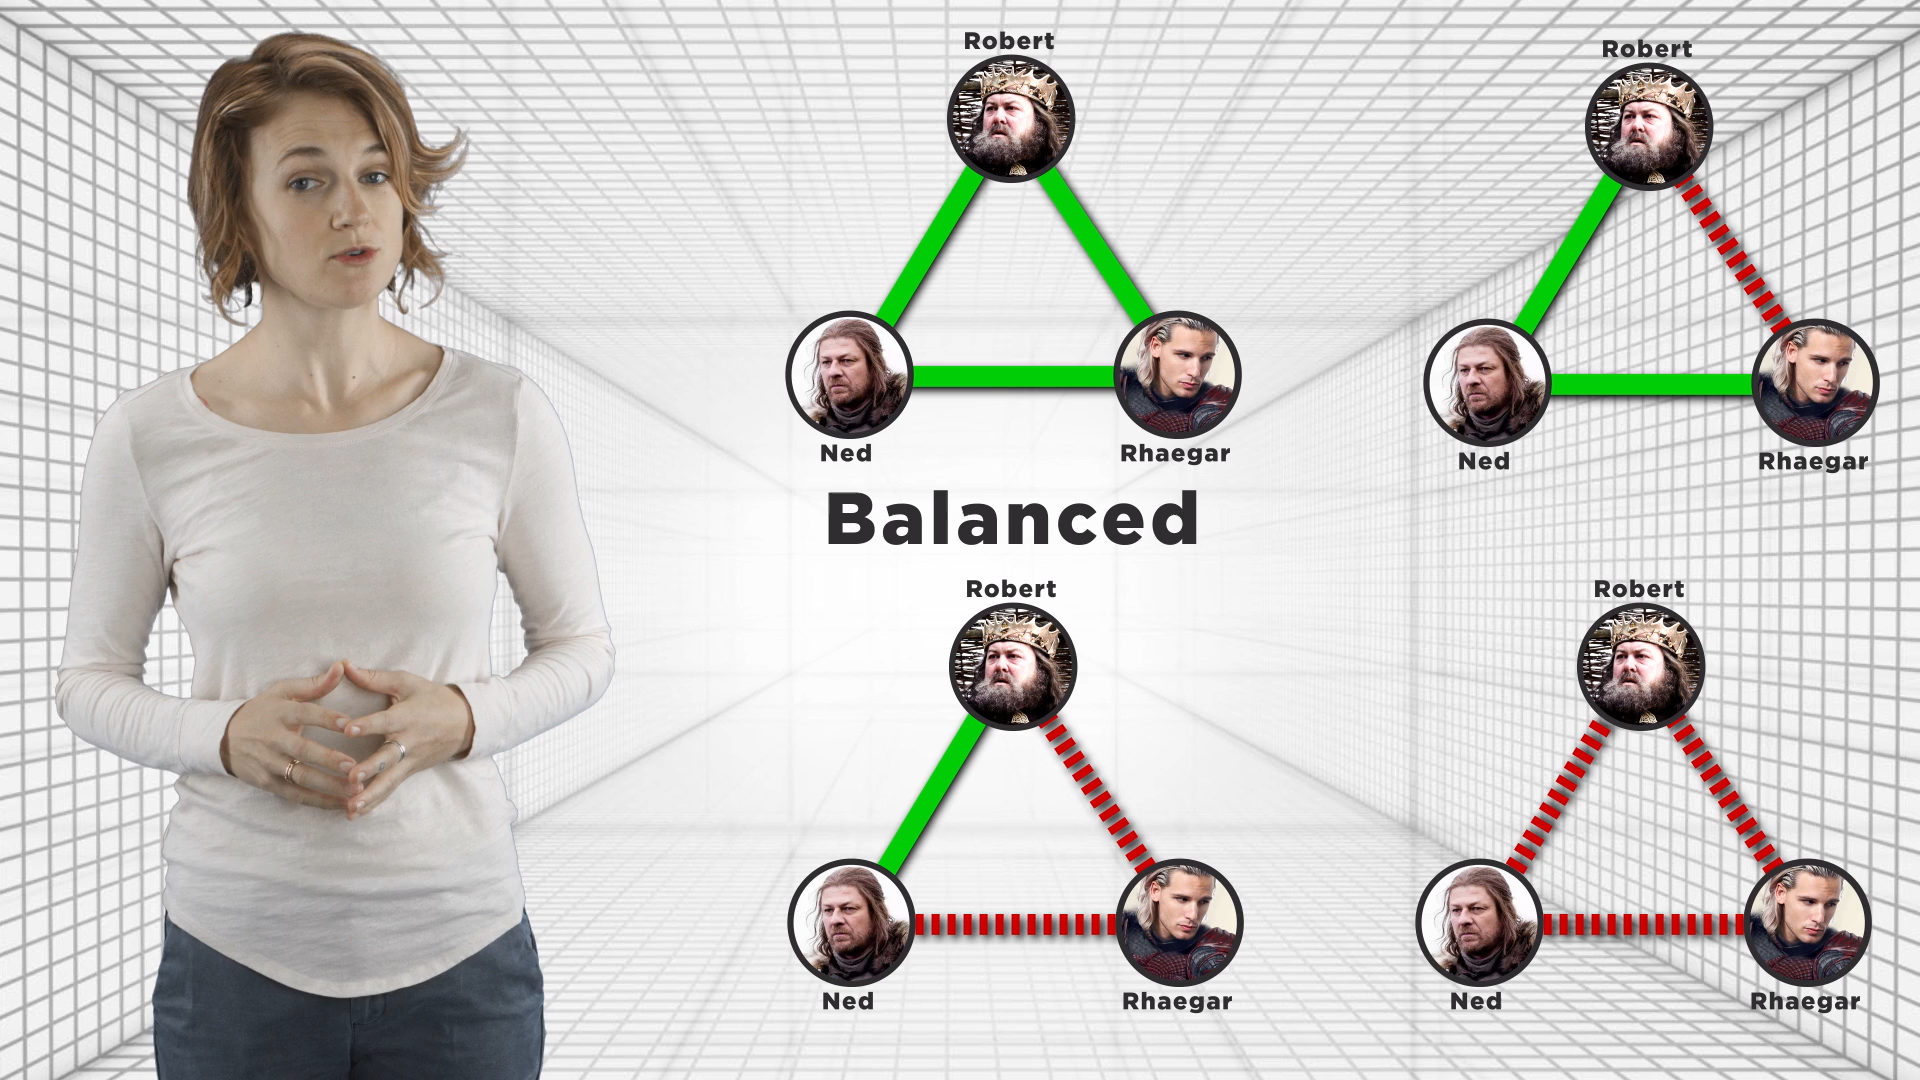 Robert
Robert
Ned
Rhaegar
Ned
Rhaegar
Balanced
Robert
Robert
Ned
Rhaegar
Ned
Rhaegar